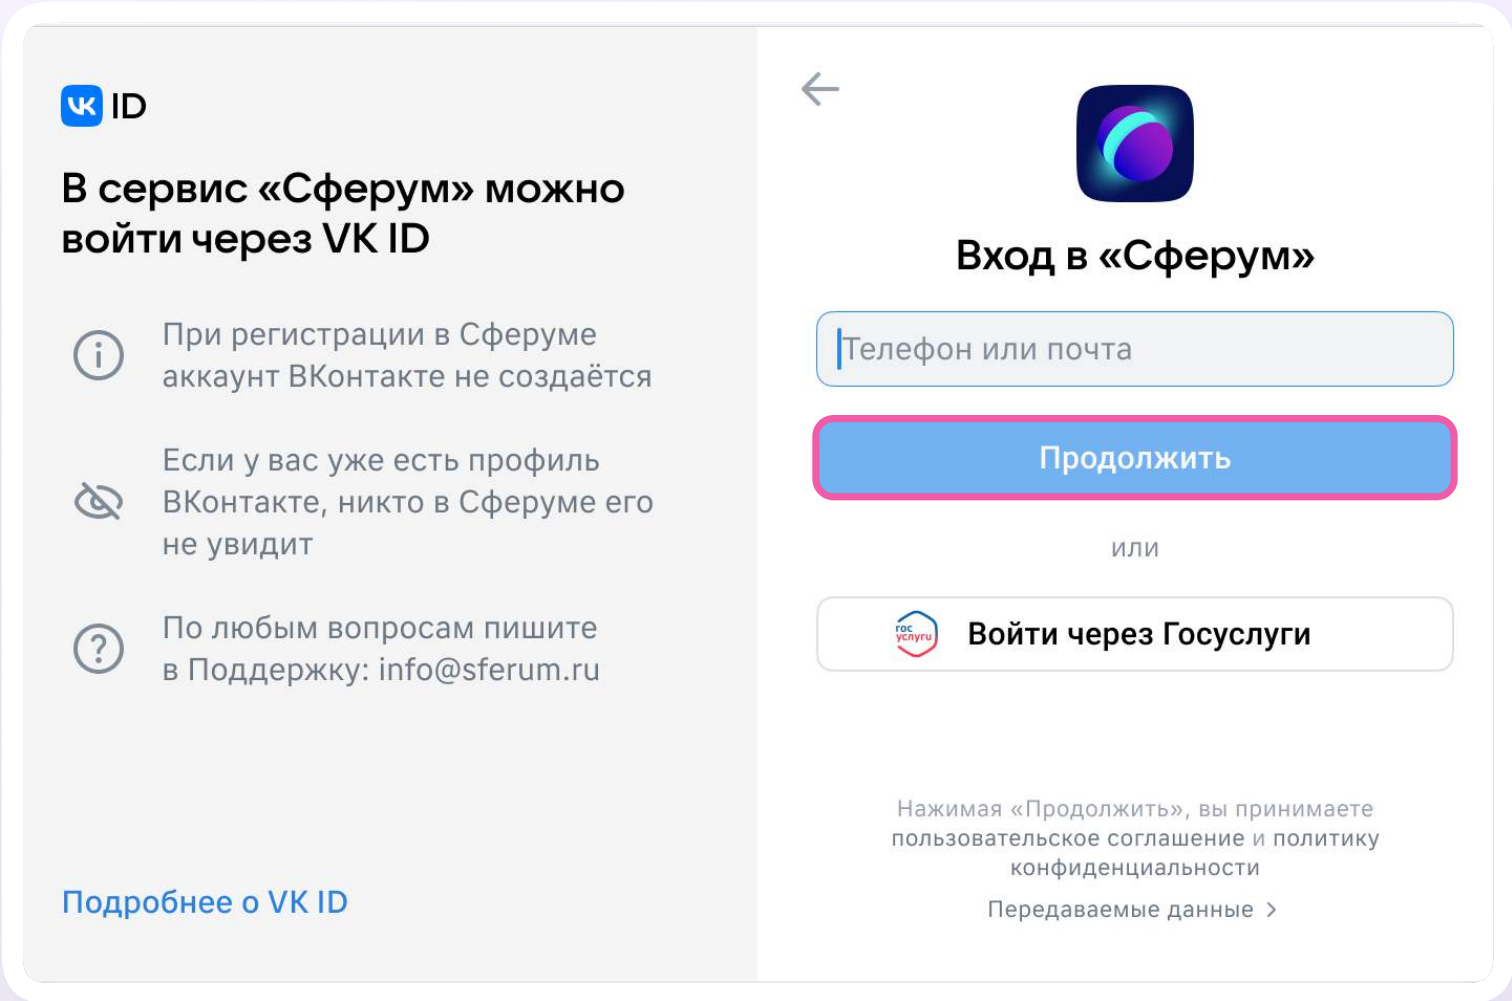 VK ID
В сервис «Сферум» можно
войти через VK ID
При регистрации в Сферуме
аккаунт ВКонтакте не создаётся
Если у вас уже есть профиль
ВКонтакте, никто в Сферуме его
не увидит
По любым вопросам пишите
в Поддержку: info@sferum.ru
Подробнее о VK ID
Вход в «Сферум»
Телефон или почта
Продолжить
или
гос
услуги
Войти через Госуслуги
Нажимая «Продолжить», вы принимаете
пользовательское соглашение и политику
конфиденциальности
Передаваемые данные